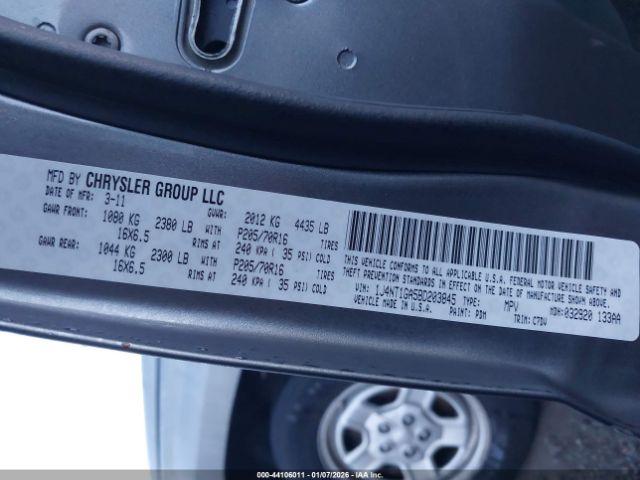 MFD BY CHRYSLER GROUP LLC
DATE OF MFR: 3-11 GVWR: 2012 KG 4435 LB
GAWR FRONT: 1080 KG 2380 LB WITH P205/70R16 TIRES
16X6.5 RIMS AT 240 KPA ( 35 PSI) COLD
GAWR REAR: 1044 KG 2300 LB WITH P205/70R16 TIRES
16X6.5 RIMS AT 240 KPA ( 35 PSI) COLD
THIS VEHICLE CONFORMS TO ALL APPLICABLE U.S.A. FEDERAL MOTOR VEHICLE
SAFETY, BUMPER, AND THEFT PREVENTION STANDARDS IN EFFECT ON THE DATE
OF MANUFACTURE SHOWN ABOVE.
VIN: 1J4NT1GA5BD203845 TYPE: MPV MDH: 032920 133AA
VEHICLE MADE IN U.S.A. PAINT: PDM TRIM: C7DV
000-44106011 | 01/07/2026 - IAA